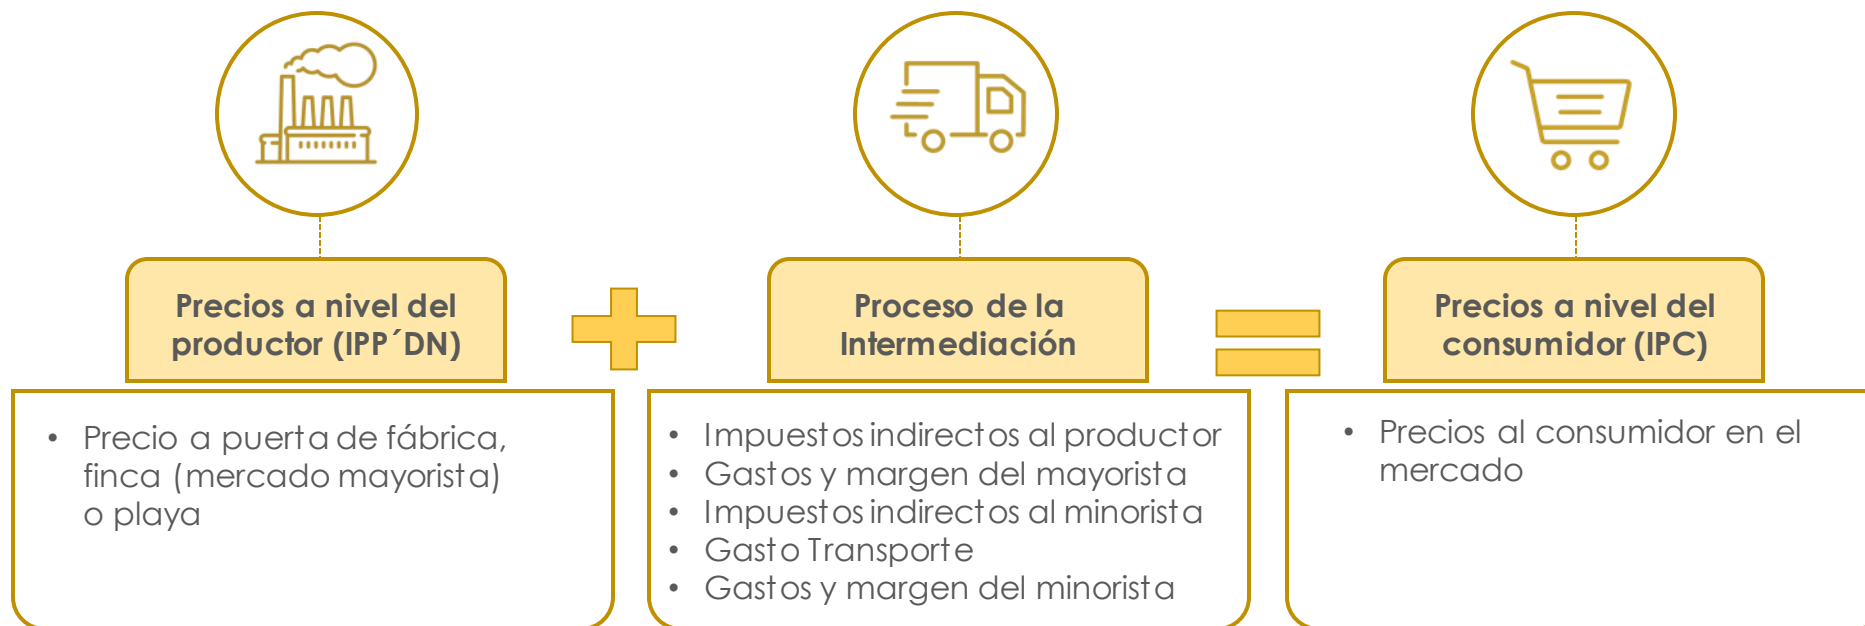 Precios a nivel del
productor (IPP´DN)
Proceso de la
Intermediación
Precios a nivel del
consumidor (IPC)
• Precio a puerta de fábrica,
finca (mercado mayorista)
o playa
• Impuestos indirectos al productor
• Gastos y margen del mayorista
• Impuestos indirectos al minorista
• Gasto Transporte
• Gastos y margen del minorista
• Precios al consumidor en el
mercado